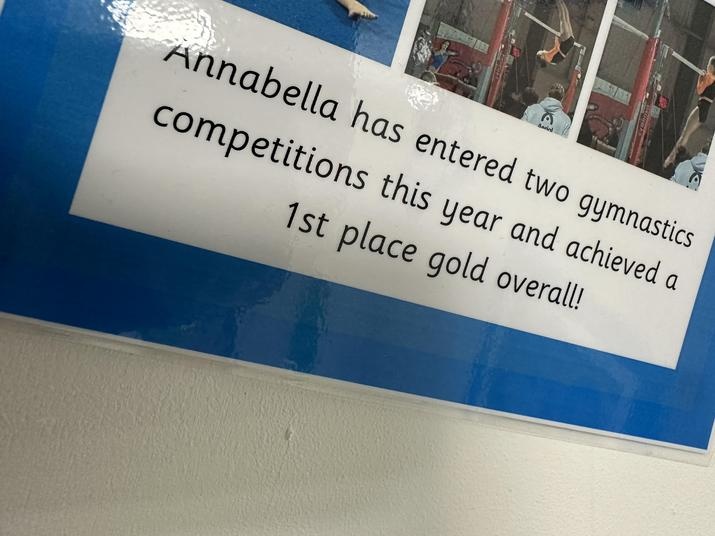 Annabella has entered two gymnastics
competitions this year and achieved a
1st place gold overall!